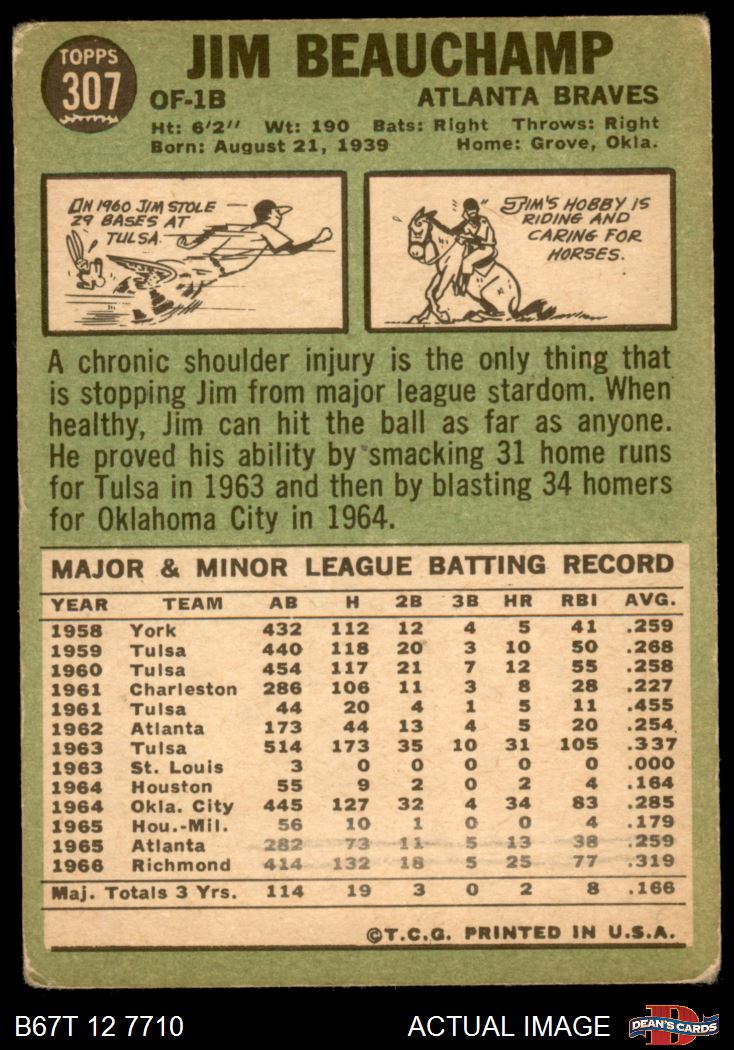 TOPPS
307
JIM BEAUCHAMP
OF-1B ATLANTA BRAVES
Ht: 6'2" Wt: 190 Bats: Right Throws: Right
Born: August 21, 1939 Home: Grove, Okla.
IN 1960 JIM STOLE
29 BASES AT
TULSA.
JIM'S HOBBY IS
RIDING AND
CARING FOR
HORSES.
A chronic shoulder injury is the only thing that
is stopping Jim from major league stardom. When
healthy, Jim can hit the ball as far as anyone.
He proved his ability by smacking 31 home runs
for Tulsa in 1963 and then by blasting 34 homers
for Oklahoma City in 1964.
MAJOR & MINOR LEAGUE BATTING RECORD
YEAR TEAM AB H 2B 3B HR RBI AVG.
1958 York 432 112 12 4 5 41 .259
1959 Tulsa 440 118 20 3 10 50 .268
1960 Tulsa 454 117 21 7 12 55 .258
1961 Charleston 286 106 11 3 8 28 .227
1961 Tulsa 44 20 4 1 5 11 .455
1962 Atlanta 173 44 13 4 5 20 .254
1963 Tulsa 514 173 35 10 31 105 .337
1963 St. Louis 3 0 0 0 0 0 .000
1964 Houston 55 9 2 0 2 4 .164
1964 Okla. City 445 127 32 4 34 83 .285
1965 Hou.-Mil. 56 10 1 0 0 4 .179
1965 Atlanta 282 73 11 5 13 38 .259
1966 Richmond 414 132 18 5 25 77 .319
Maj. Totals 3 Yrs. 114 19 3 0 2 8 .166
©T.C.G. PRINTED IN U.S.A.
B67T 12 7710 ACTUAL IMAGE
D
DEAN'S CARDS